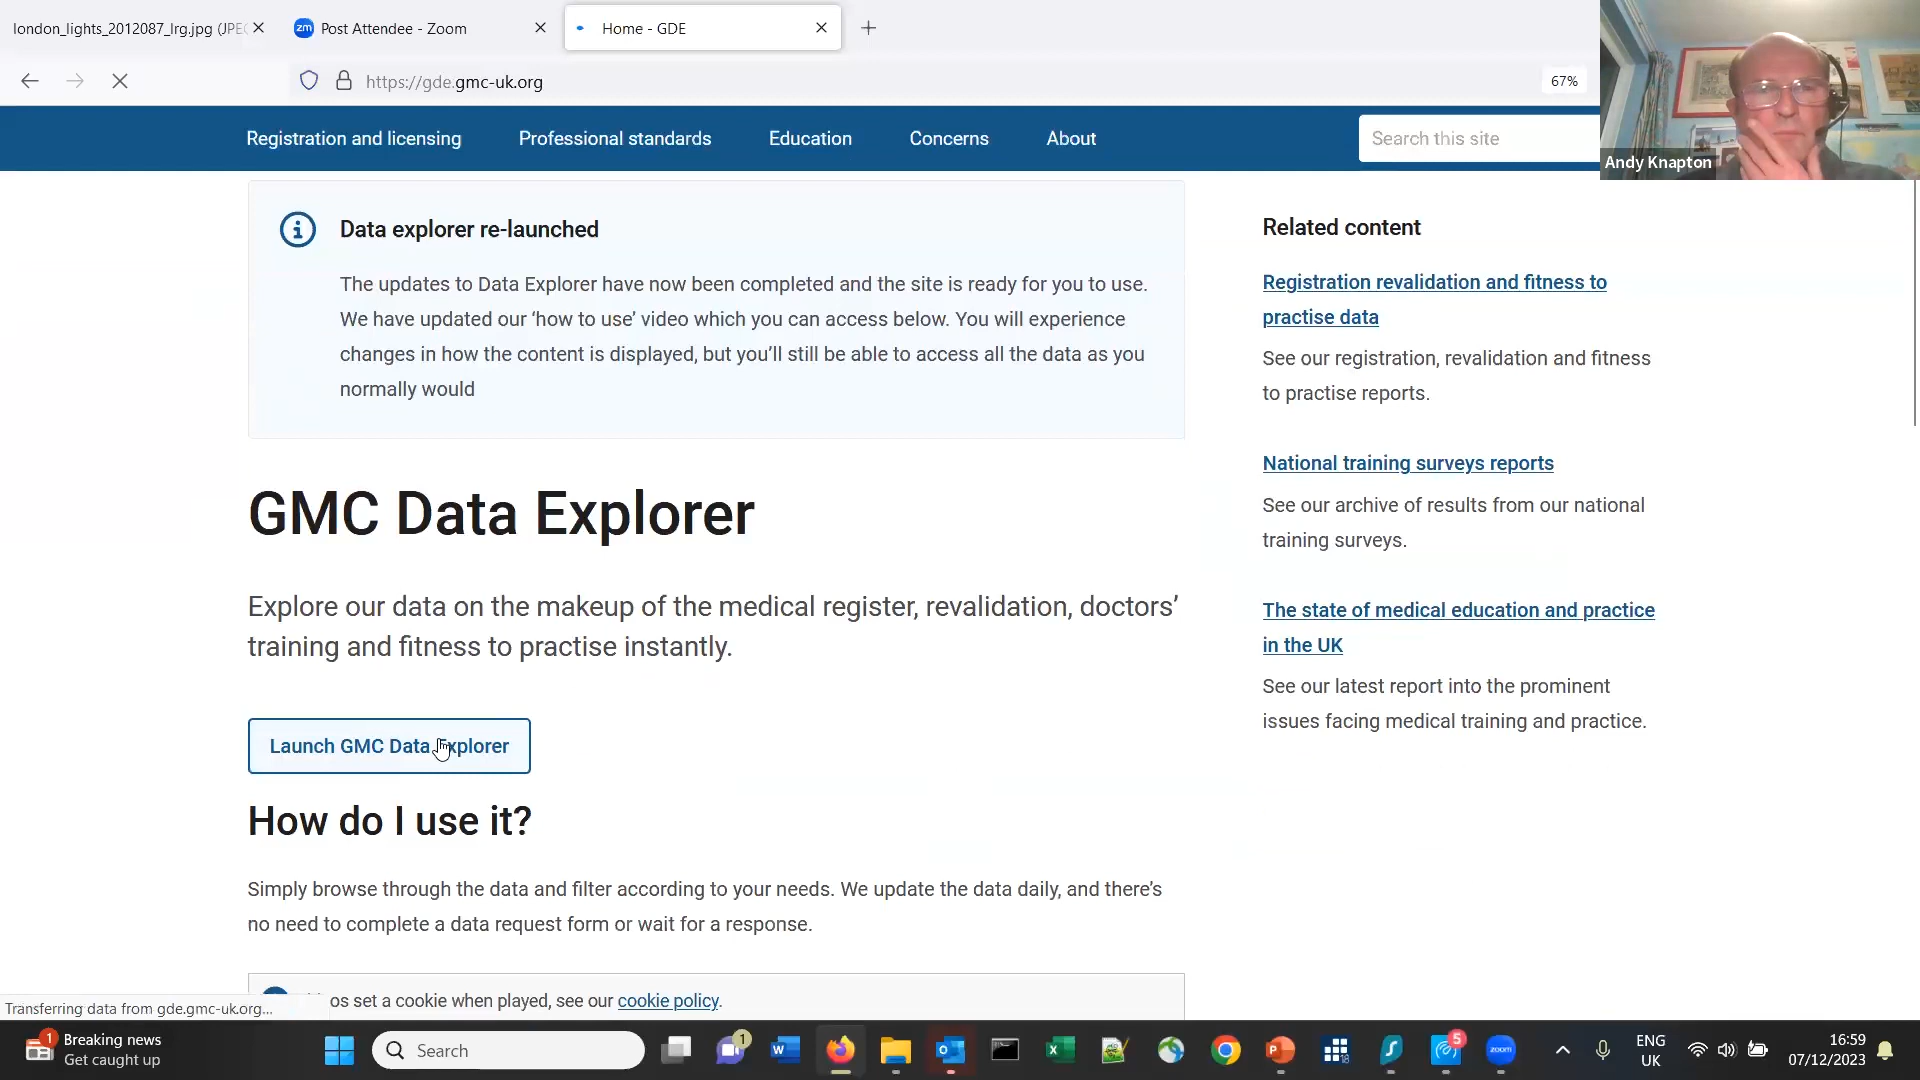 london_lights_2012087_lrg.jpg (JPE
Post Attendee - Zoom
Home - GDE
https://gde.gmc-uk.org
67%
Registration and licensing
Professional standards
Education
Concerns
About
Search this site
Andy Knapton
Data explorer re-launched
The updates to Data Explorer have now been completed and the site is ready for you to use.
We have updated our ‘how to use’ video which you can access below. You will experience
changes in how the content is displayed, but you’ll still be able to access all the data as you
normally would
GMC Data Explorer
Explore our data on the makeup of the medical register, revalidation, doctors’
training and fitness to practise instantly.
Launch GMC Data Explorer
How do I use it?
Simply browse through the data and filter according to your needs. We update the data daily, and there’s
no need to complete a data request form or wait for a response.
os set a cookie when played, see our cookie policy.
Related content
Registration revalidation and fitness to
practise data
See our registration, revalidation and fitness
to practise reports.
National training surveys reports
See our archive of results from our national
training surveys.
The state of medical education and practice
in the UK
See our latest report into the prominent
issues facing medical training and practice.
Transferring data from gde.gmc-uk.org...
1
Breaking news
Get caught up
Search
1
5
zoom
ENG
UK
16:59
07/12/2023